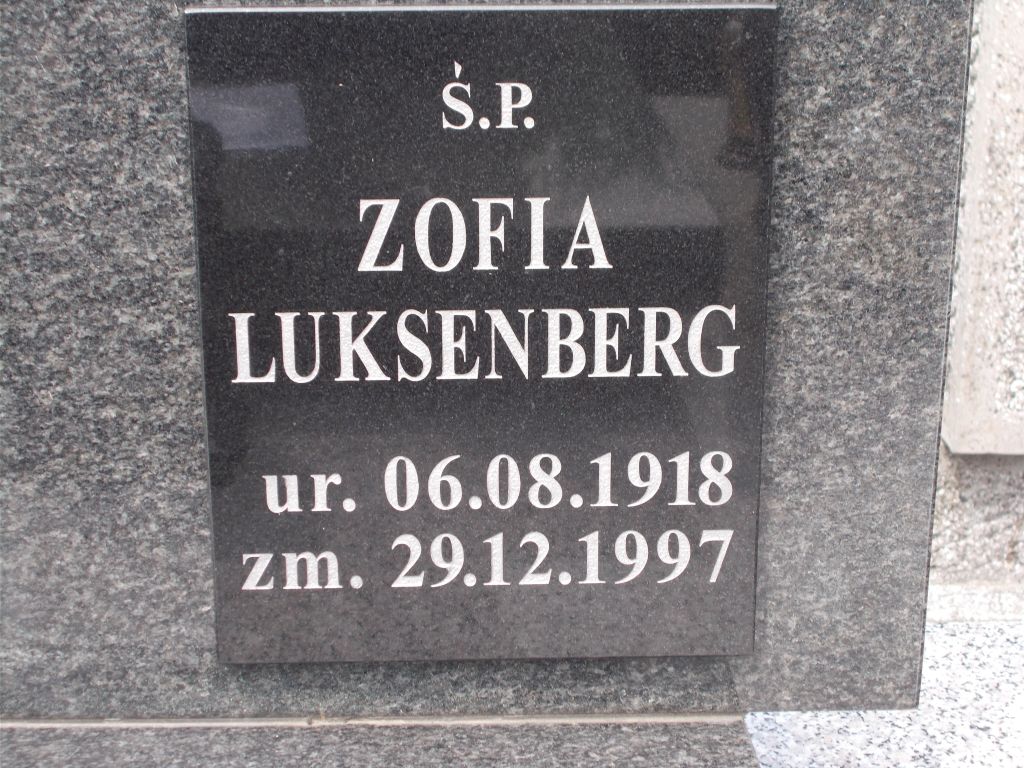 Ś.P.
ZOFIA
LUKSENBERG
ur. 06.08.1918
zm. 29.12.1997